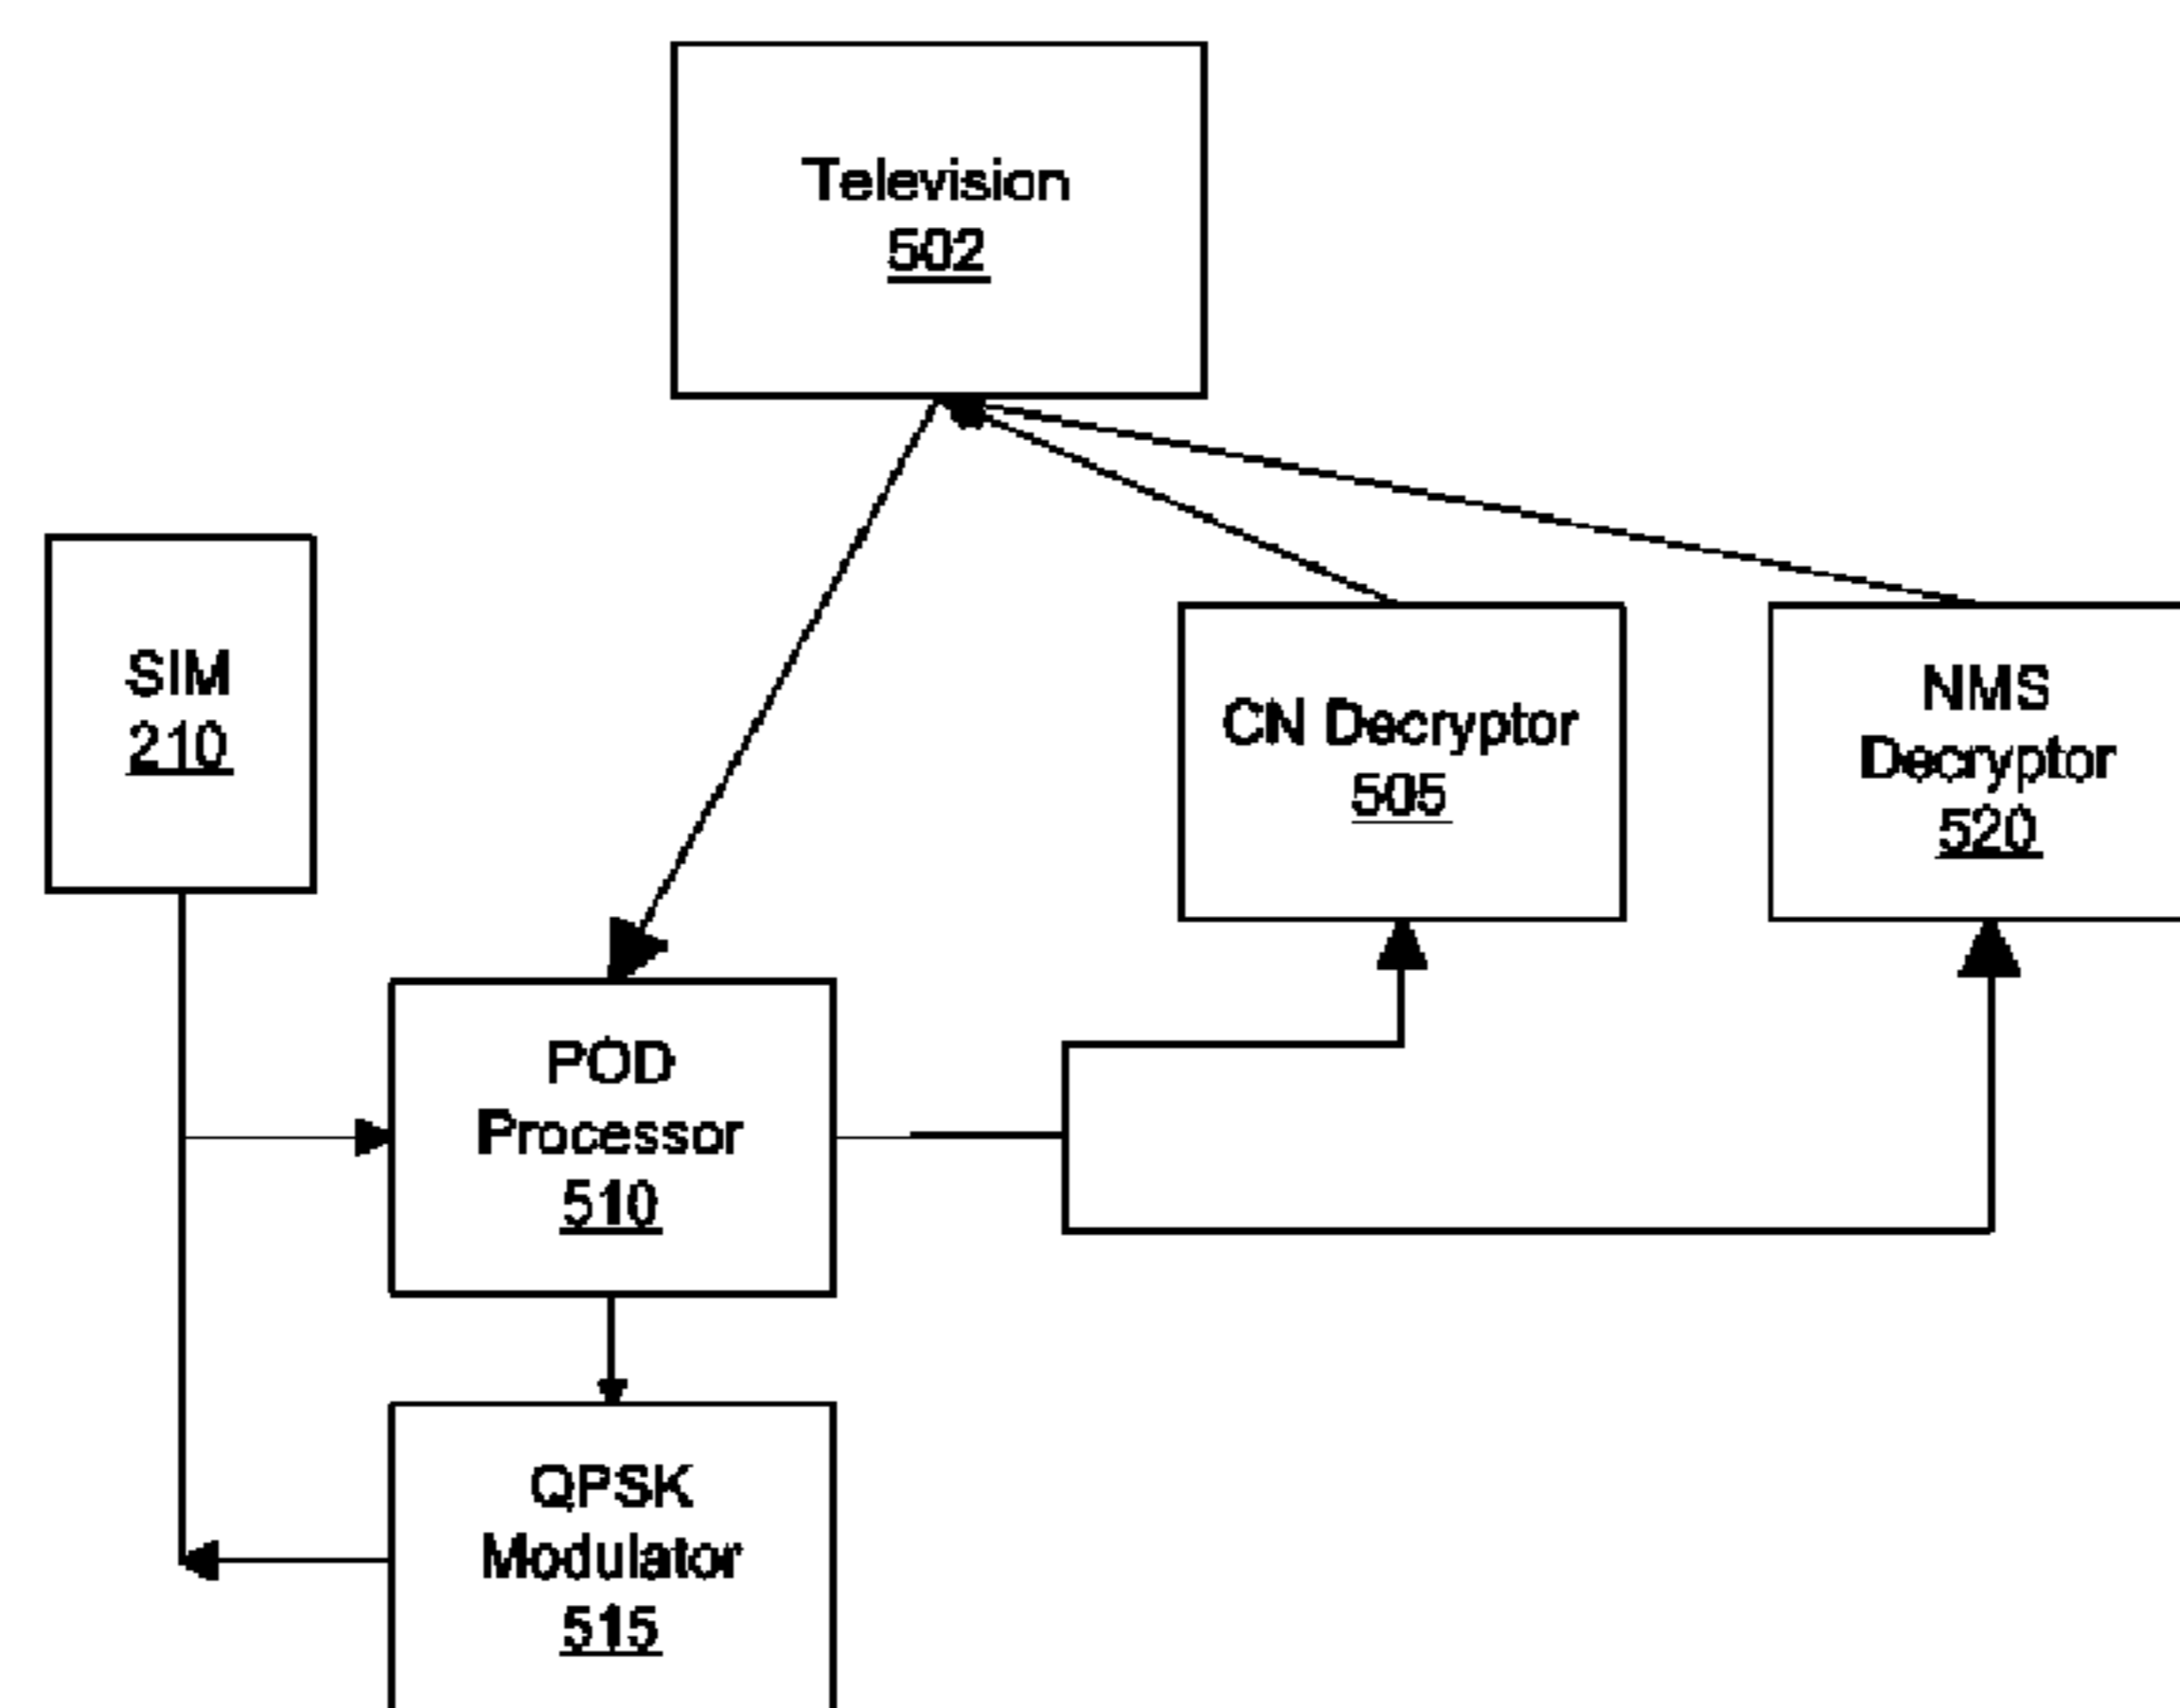 Television
502
SIM
210
CN Decryptor
505
NMS
Decryptor
520
POD
Processor
510
QPSK
Modulator
515